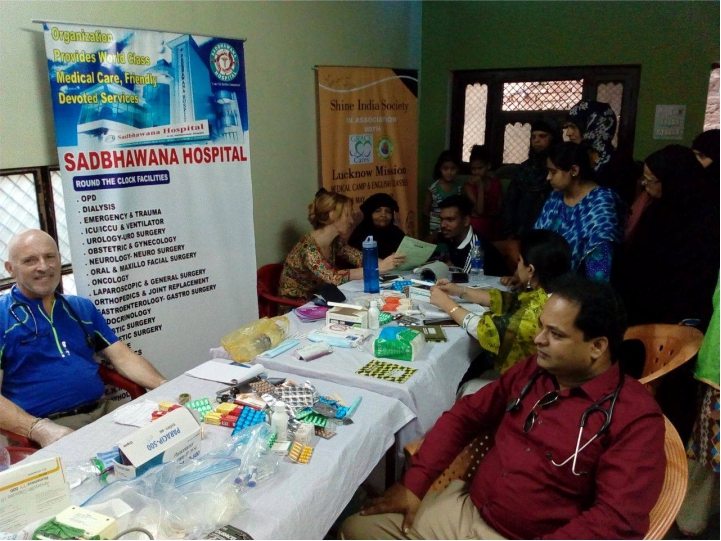 Organization
Provides World Class
Medical Care, Friendly
Devoted Services
Sadbhawana Hospital
SADBHAWANA HOSPITAL
ROUND THE CLOCK FACILITIES
. OPD
. DIALYSIS
. EMERGENCY & TRAUMA
. ICU/ICCU & VENTILATOR
. UROLOGY-URO SURGERY
. OBSTETRIC & GYNECOLOGY
. NEUROLOGY- NEURO SURGERY
. ORAL & MAXILLO FACIAL SURGERY
. ONCOLOGY
. LAPAROSCOPIC & GENERAL SURGERY
ORTHOPEDICS & JOINT REPLACEMENT
GASTROENTEROLOGY- GASTRO SURGERY
Shine India Society
IN ASSOCIATION
WITH
Lucknow Mission
MEDICAL CAMP & ENGLISH CLASSES
PARACIP-500